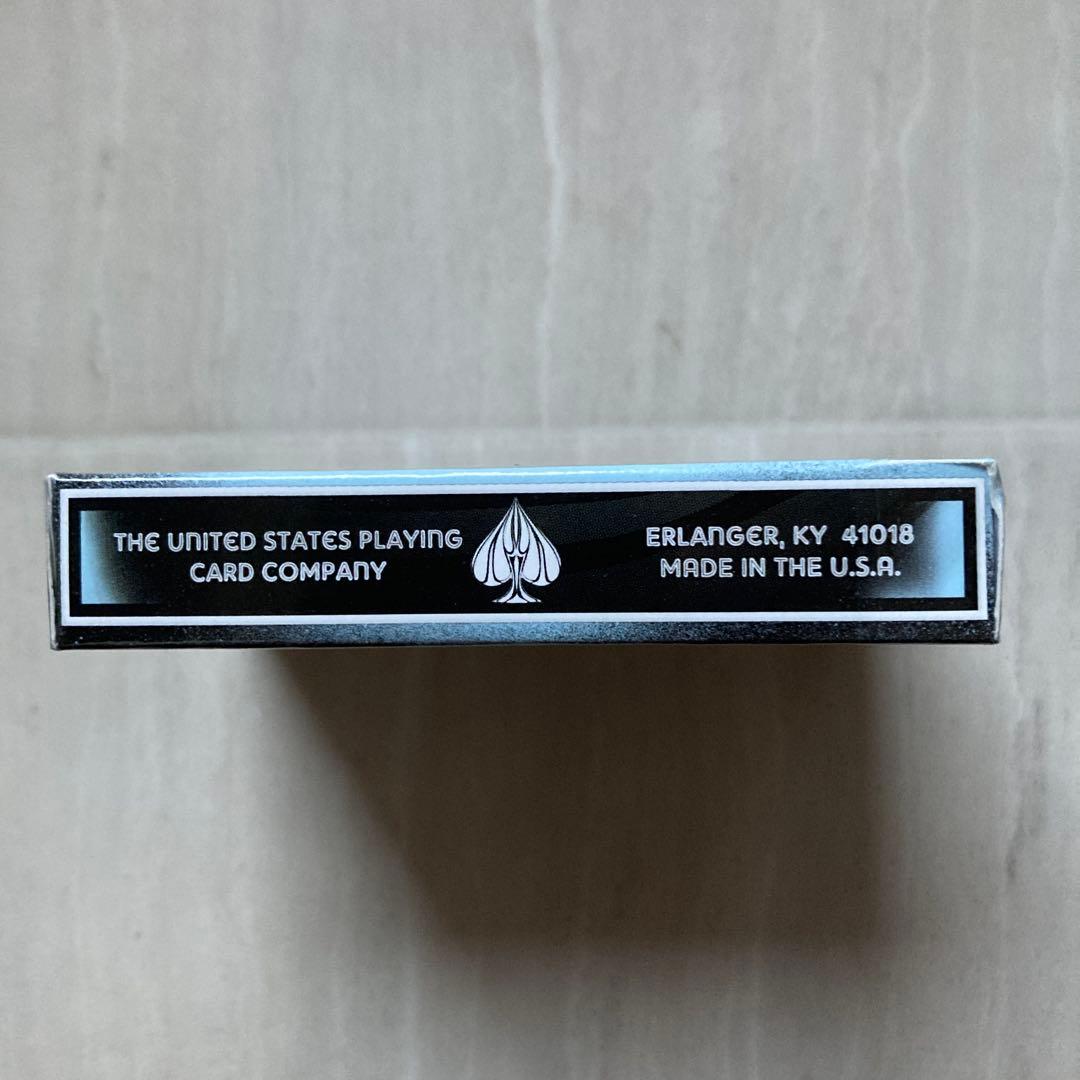 THE UNITED STATES PLAYING
CARD COMPANY
ERLANGER, KY 41018
MADE IN THE U.S.A.